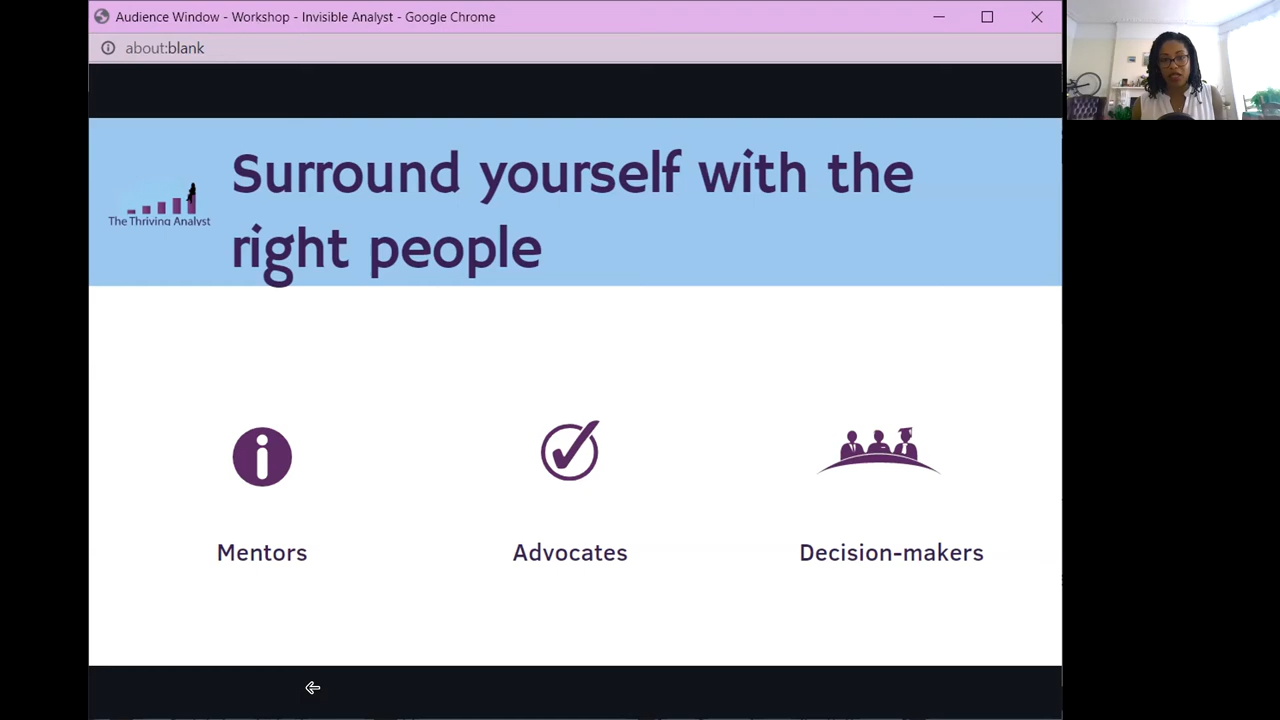 Audience Window - Workshop - Invisible Analyst - Google Chrome
about:blank
The Thriving Analyst
Surround yourself with the
right people
Mentors
Advocates
Decision-makers